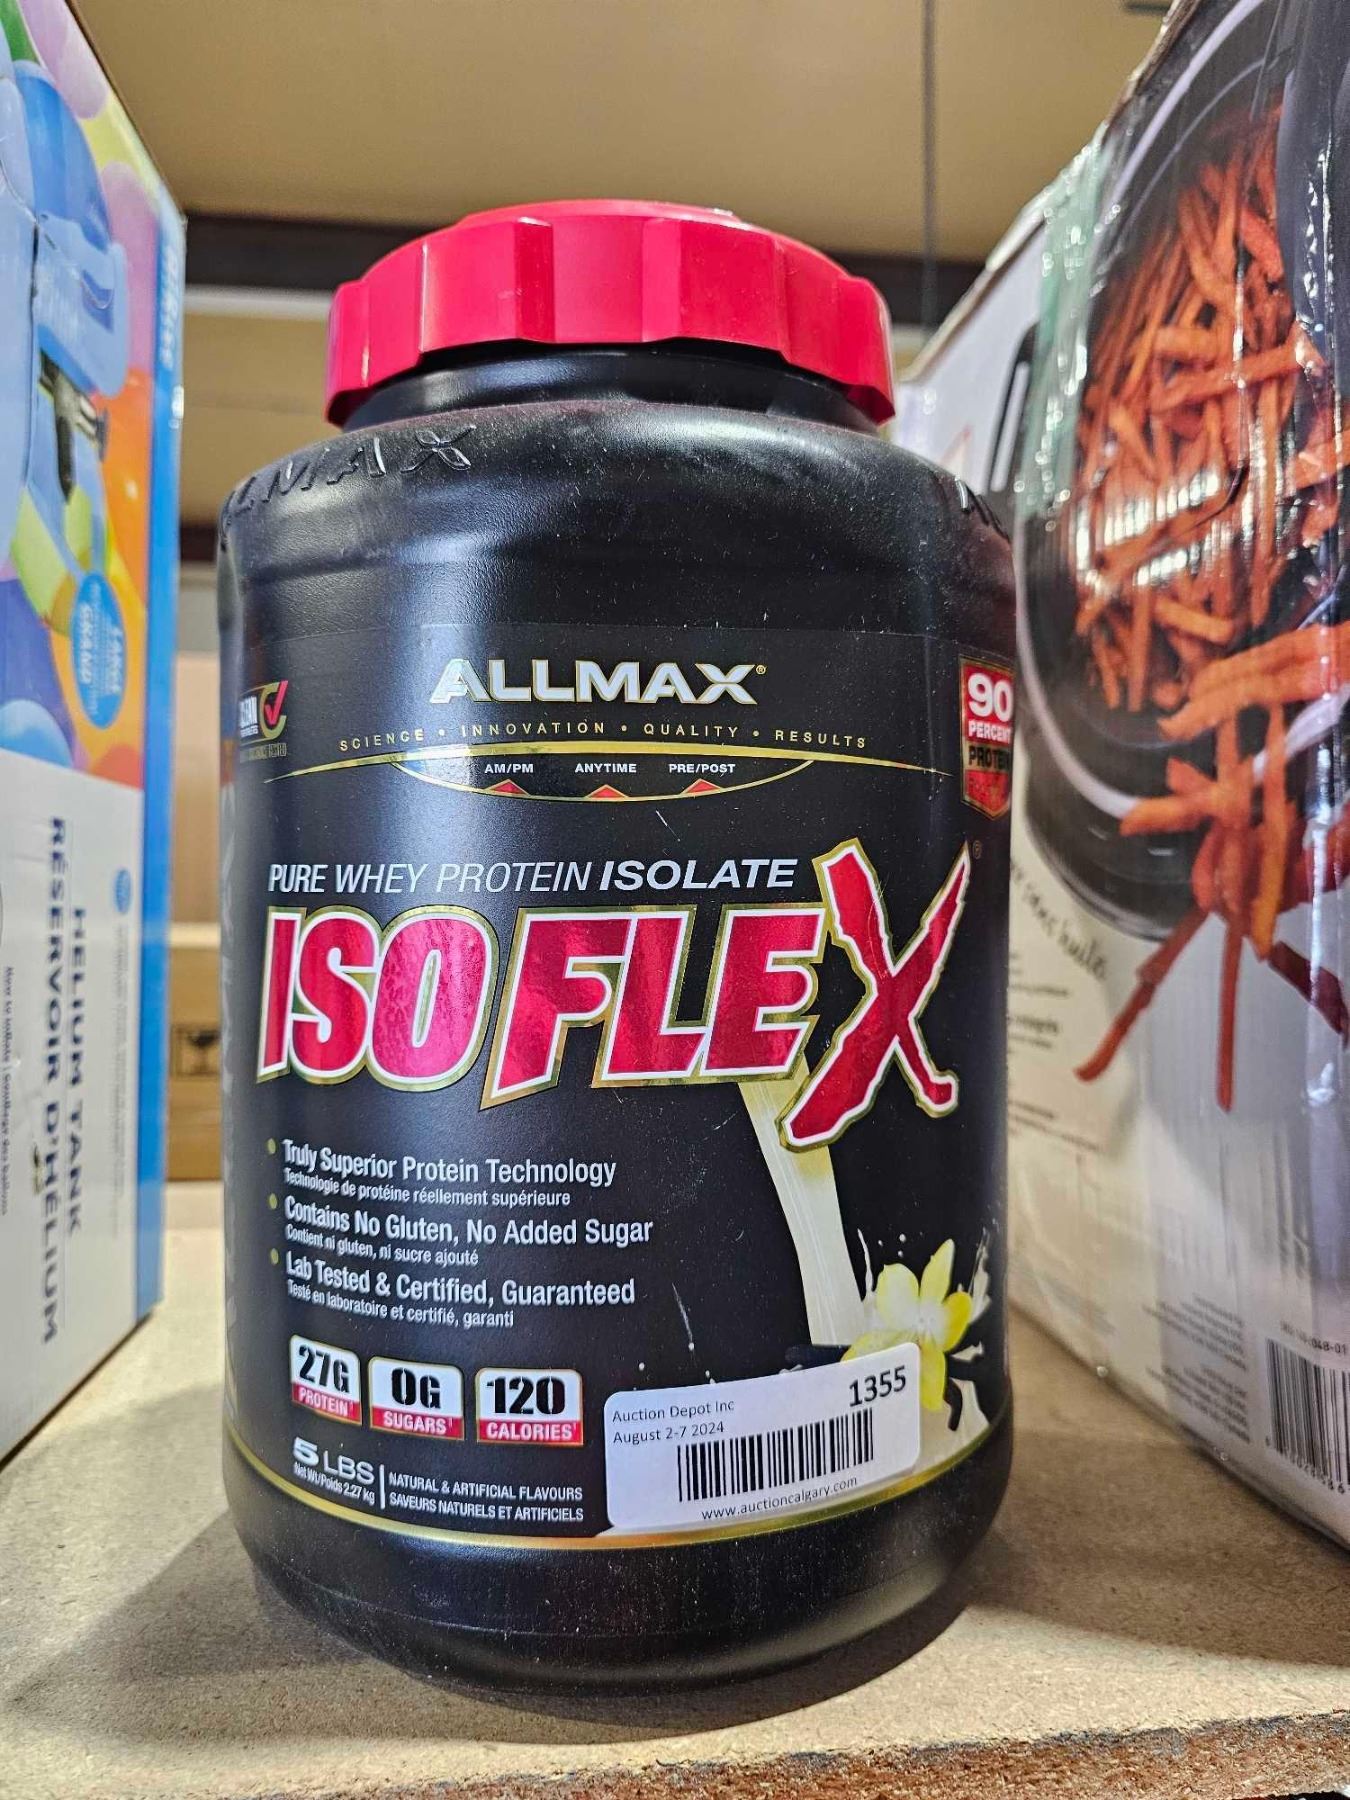 ALLMAX
ALLMAX®
SCIENCE • INNOVATION • QUALITY • RESULTS
AM/PM ANYTIME PRE/POST
90
PERCENT
PROTEIN
PURE WHEY PROTEIN ISOLATE
ISOFLEX®
• Truly Superior Protein Technology
Technologie de protéine réellement supérieure
• Contains No Gluten, No Added Sugar
Contient ni gluten, ni sucre ajouté
• Lab Tested & Certified, Guaranteed
Testé en laboratoire et certifié, garanti
27G
PROTEIN
0G
SUGARS
120
CALORIES
5 LBS
Net Wt/Poids 2.27 kg
NATURAL & ARTIFICIAL FLAVOURS
SAVEURS NATURELS ET ARTIFICIELS
Auction Depot Inc
1355
August 2-7 2024
www.auctioncalgary.com
HELIUM TANK
RÉSERVOIR D'HÉLIUM